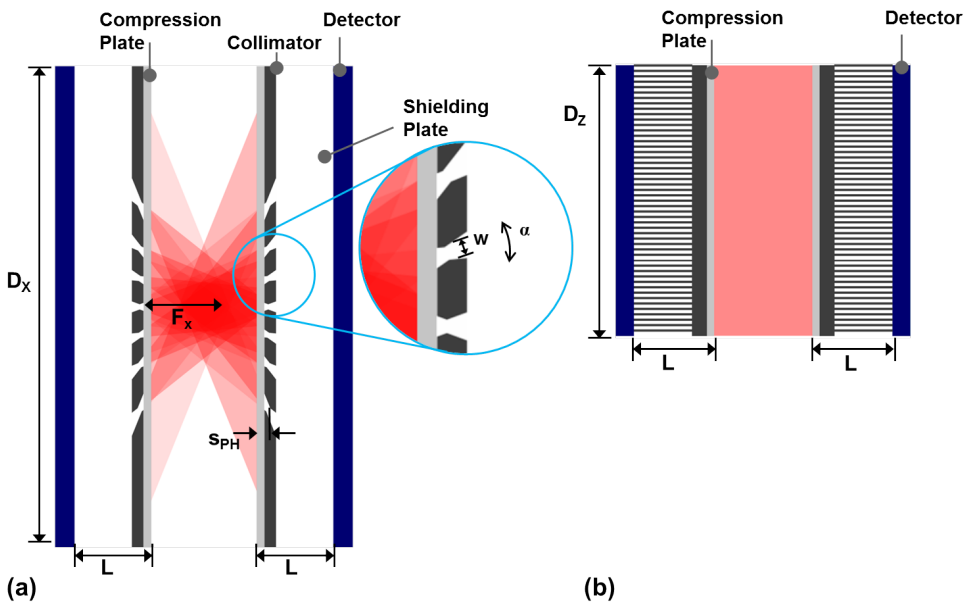 Compression
Plate
Collimator
Detector
Shielding
Plate
w
α
Dₓ
Fₓ
sPH
L
L
(a)
Compression
Plate
Detector
DZ
L
L
(b)